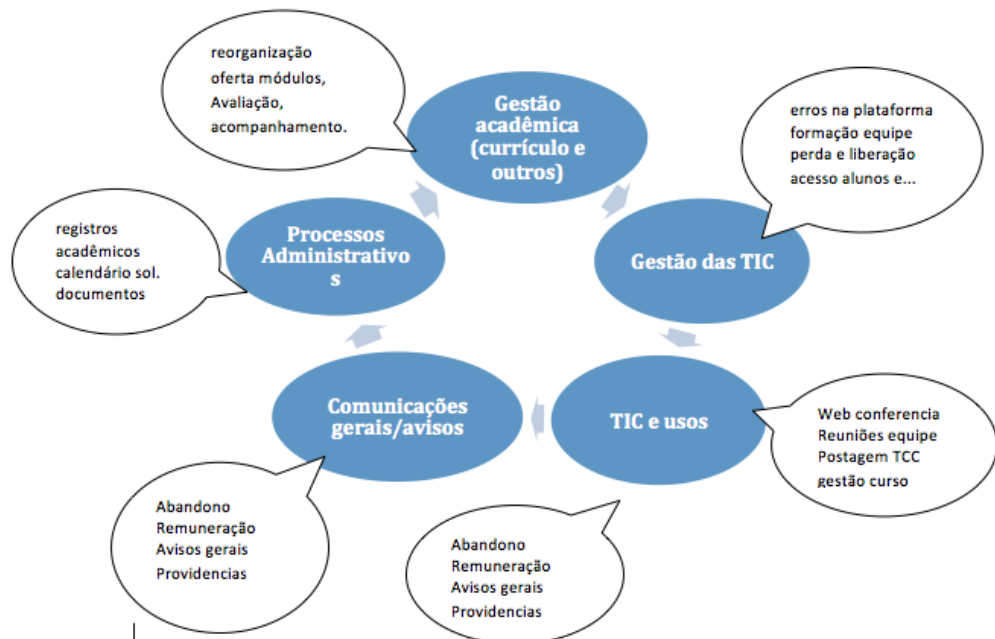 reorganização
oferta módulos,
Avaliação,
acompanhamento.
Gestão
acadêmica
(currículo e
outros)
erros na plataforma
formação equipe
perda e liberação
acesso alunos e...
registros
acadêmicos
calendário sol.
documentos
Processos
Administrativo
s
Gestão das TIC
Comunicações
gerais/avisos
TIC e usos
Web conferencia
Reuniões equipe
Postagem TCC
gestão curso
Abandono
Remuneração
Avisos gerais
Providencias
Abandono
Remuneração
Avisos gerais
Providencias